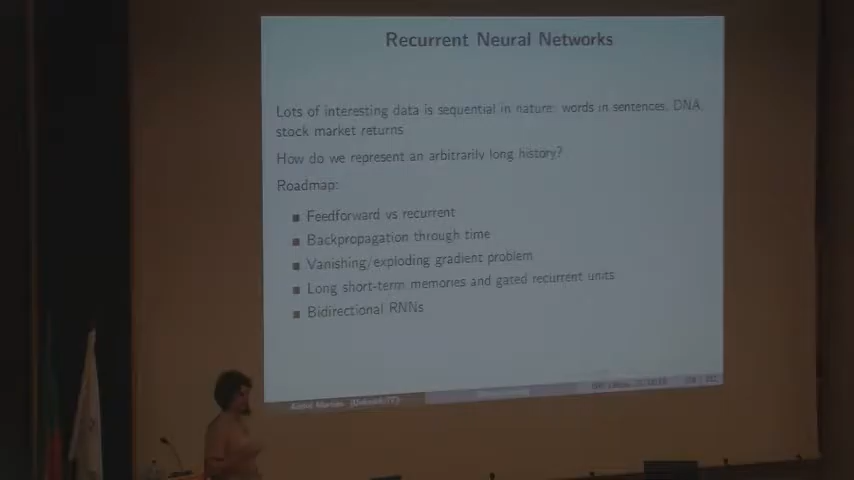 Recurrent Neural Networks
Lots of interesting data is sequential in nature: words in sentences, DNA,
stock market returns
How do we represent an arbitrarily long history?
Roadmap:
Feedforward vs recurrent
Backpropagation through time
Vanishing/exploding gradient problem
Long short-term memories and gated recurrent units
Bidirectional RNNs